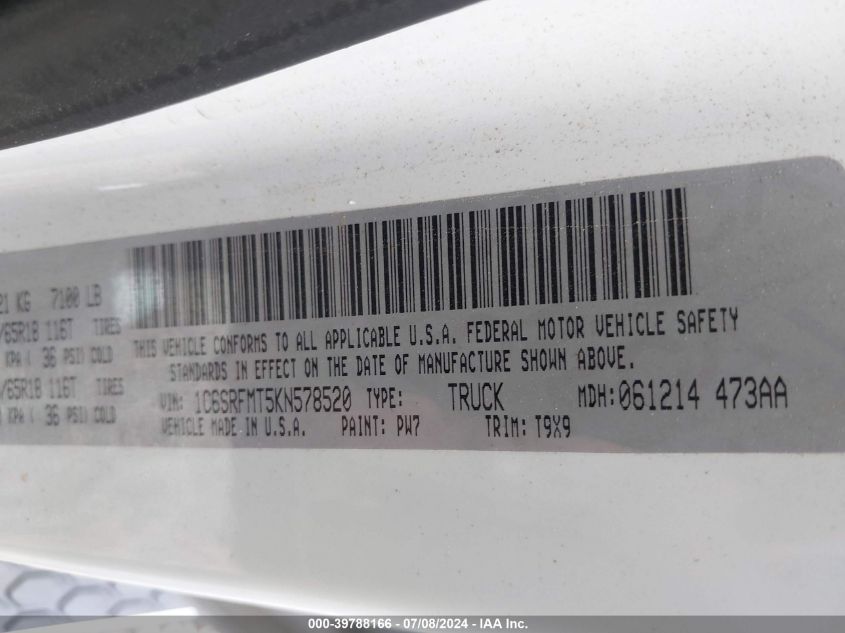 21 KG 7100 LB
/65R18 116T TIRES
KPA ( 36 PSI) COLD
/65R18 116T TIRES
KPA ( 36 PSI) COLD
THIS VEHICLE CONFORMS TO ALL APPLICABLE U.S.A. FEDERAL MOTOR VEHICLE SAFETY
STANDARDS IN EFFECT ON THE DATE OF MANUFACTURE SHOWN ABOVE.
VIN: 1C6SRFMT5KN578520 TYPE: TRUCK MDH:061214 473AA
VEHICLE MADE IN U.S.A. PAINT: PW7 TRIM: T9X9
000-39788166 - 07/08/2024 - IAA Inc.